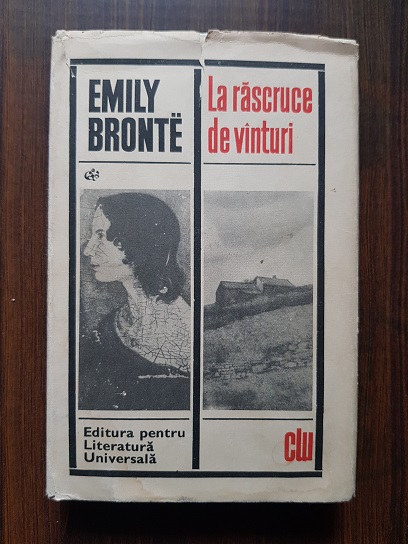 EMILY
BRONTË
La răscruce
de vînturi
Editura pentru
Literatură
Universală
clu